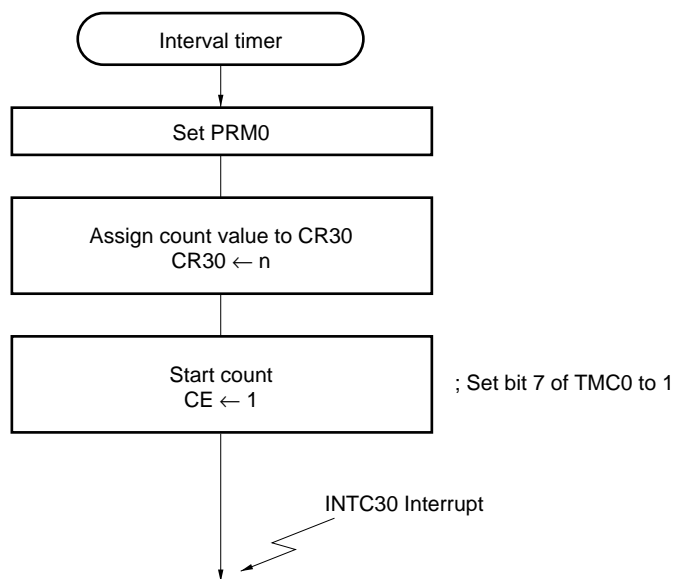 Interval timer
Set PRM0
Assign count value to CR30
CR30 ← n
Start count
CE ← 1
; Set bit 7 of TMC0 to 1
INTC30 Interrupt